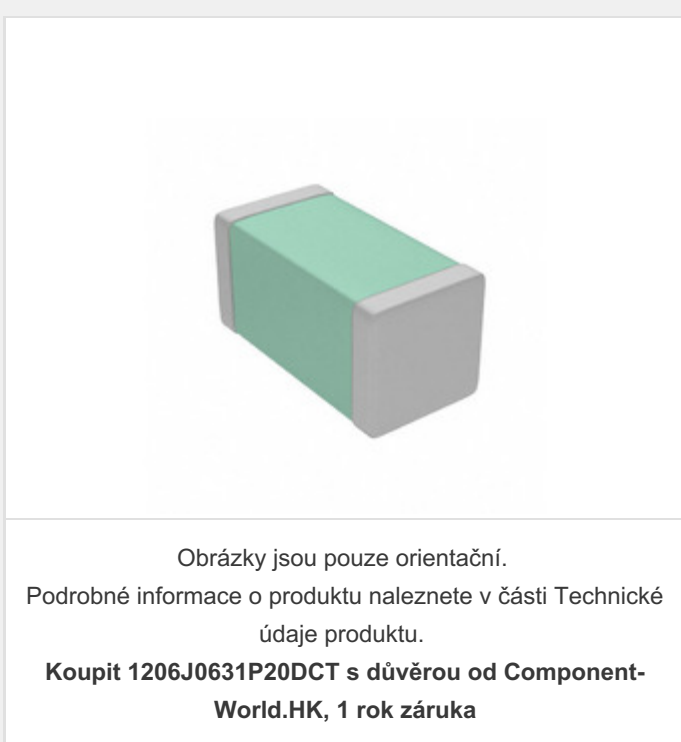 Obrázky jsou pouze orientační.
Podrobné informace o produktu naleznete v části Technické
údaje produktu.
Koupit 1206J0631P20DCT s důvěrou od Component-
World.HK, 1 rok záruka